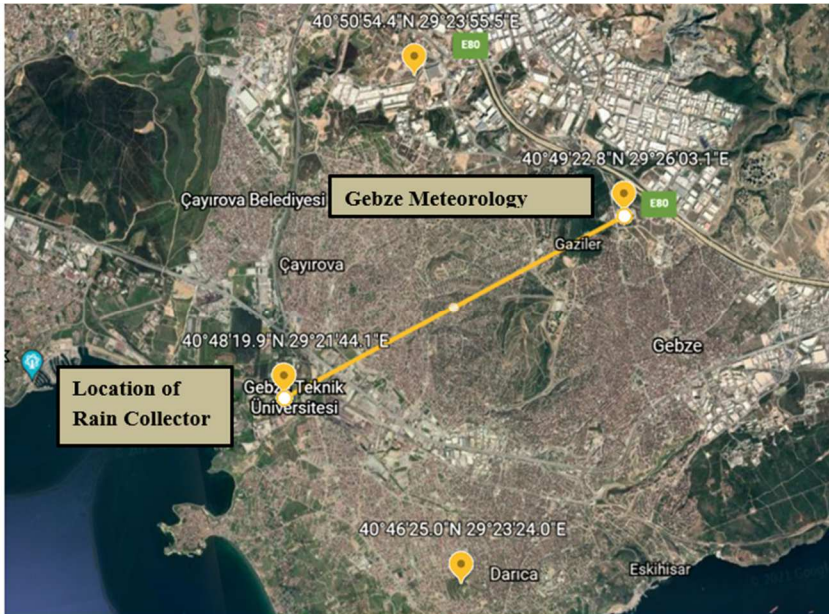 40°50'54.4"N 29°23'55.5"E
E80
40°49'22.8"N 29°26'03.1"E
Çayırova Belediyesi
Gebze Meteorology
E80
Gaziler
Çayırova
40°48'19.9"N 29°21'44.1"E
Gebze
Location of
Rain Collector
Gebze Teknik
Üniversitesi
40°46'25.0"N 29°23'24.0"E
Darıca
Eskihisar